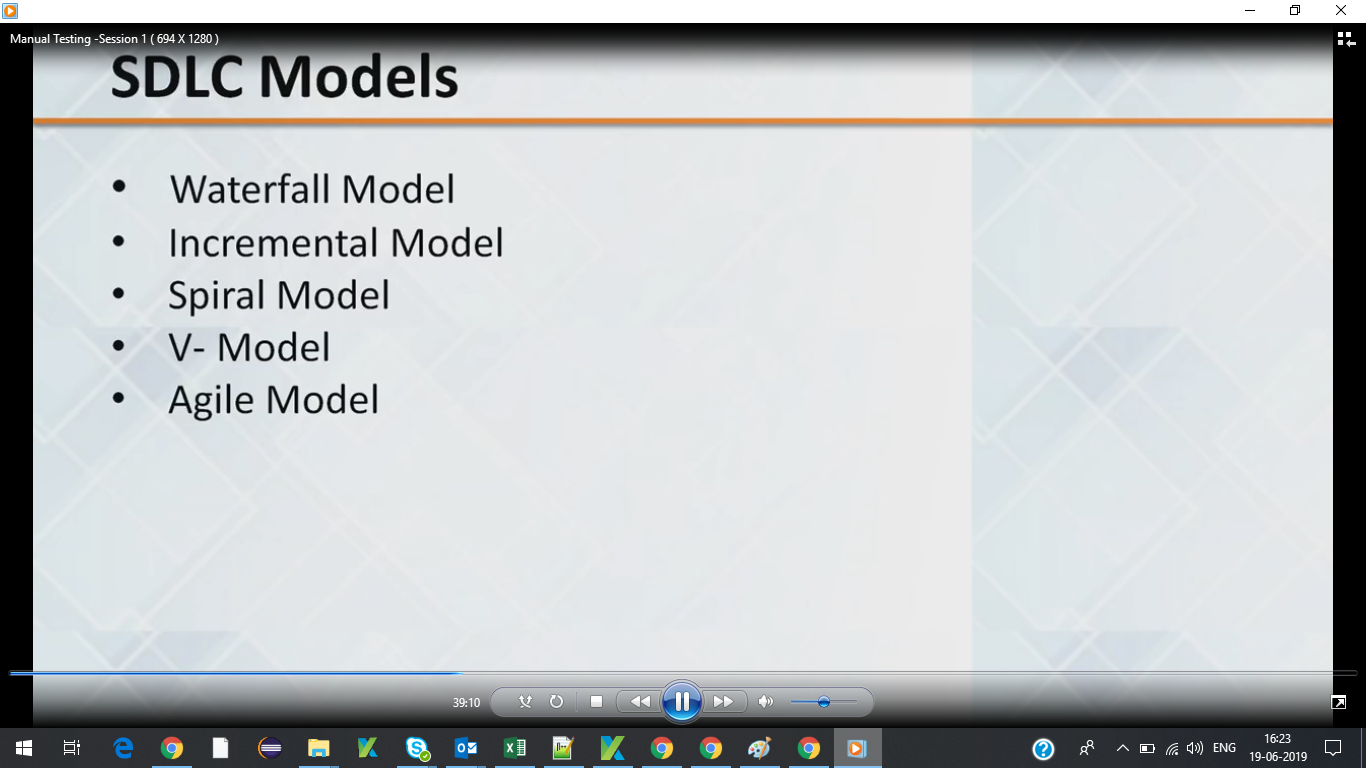 Manual Testing -Session 1 ( 694 X 1280 )
SDLC Models
• Waterfall Model
• Incremental Model
• Spiral Model
• V- Model
• Agile Model
39:10
ENG
16:23
19-06-2019